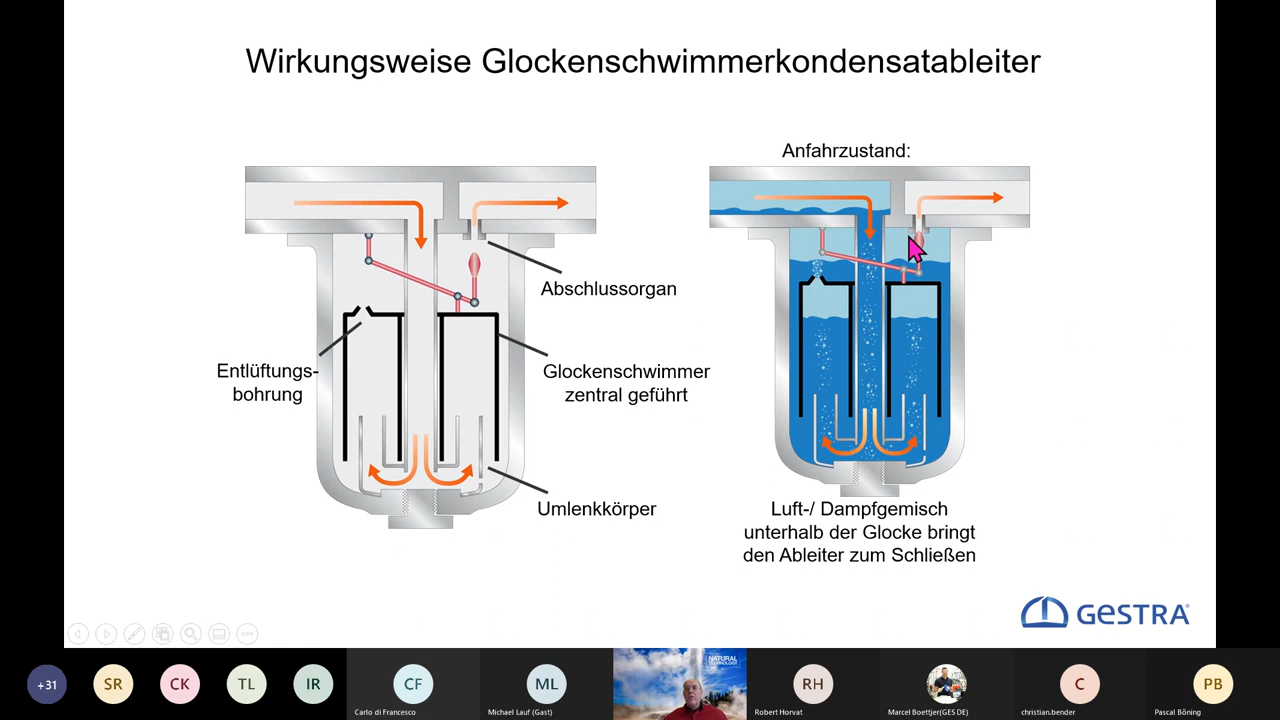 Wirkungsweise Glockenschwimmerkondensatableiter
Anfahrzustand:
Abschlussorgan
Entlüftungs-
bohrung
Glockenschwimmer
zentral geführt
Umlenkkörper
Luft-/ Dampfgemisch
unterhalb der Glocke bringt
den Ableiter zum Schließen
GESTRA
+31
SR
CK
TL
IR
CF
Carlo di Francesco
ML
Michael Lauf (Gast)
NATURAL
TECHNOLOGY
RH
Robert Horvat
Marcel Boettjer(GES DE)
C
christian.bender
PB
Pascal Böning